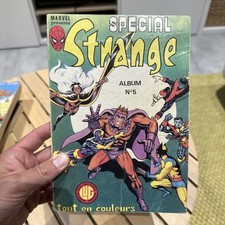 MARVEL
présente
SPECIAL
Strange
ALBUM
N°5
LUG
tout en couleurs